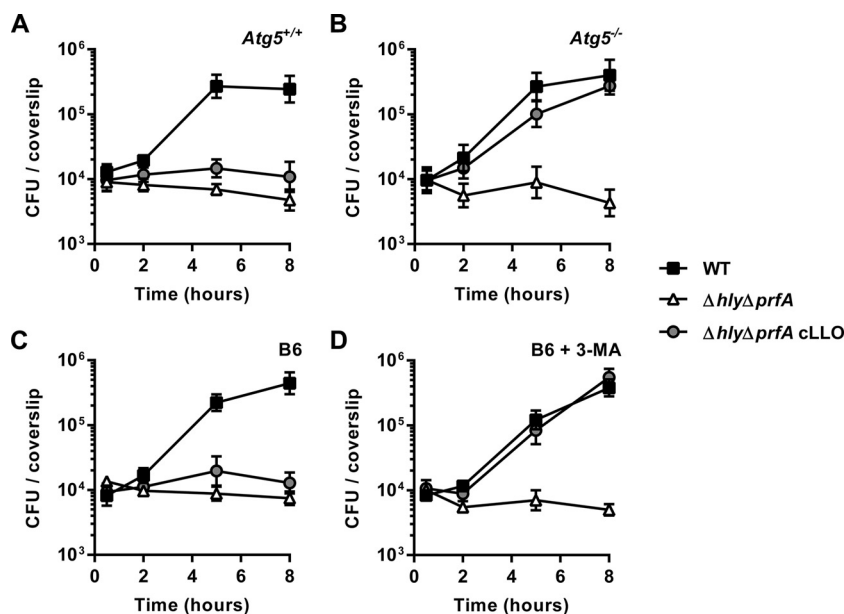 A
Atg5+/+
10⁶
10⁵
10⁴
10³
CFU / coverslip
0 2 4 6 8
Time (hours)
B
Atg5-/-
10⁶
10⁵
10⁴
10³
CFU / coverslip
0 2 4 6 8
Time (hours)
WT
ΔhlyΔprfA
ΔhlyΔprfA cLLO
C
B6
10⁶
10⁵
10⁴
10³
CFU / coverslip
0 2 4 6 8
Time (hours)
D
B6 + 3-MA
10⁶
10⁵
10⁴
10³
CFU / coverslip
0 2 4 6 8
Time (hours)